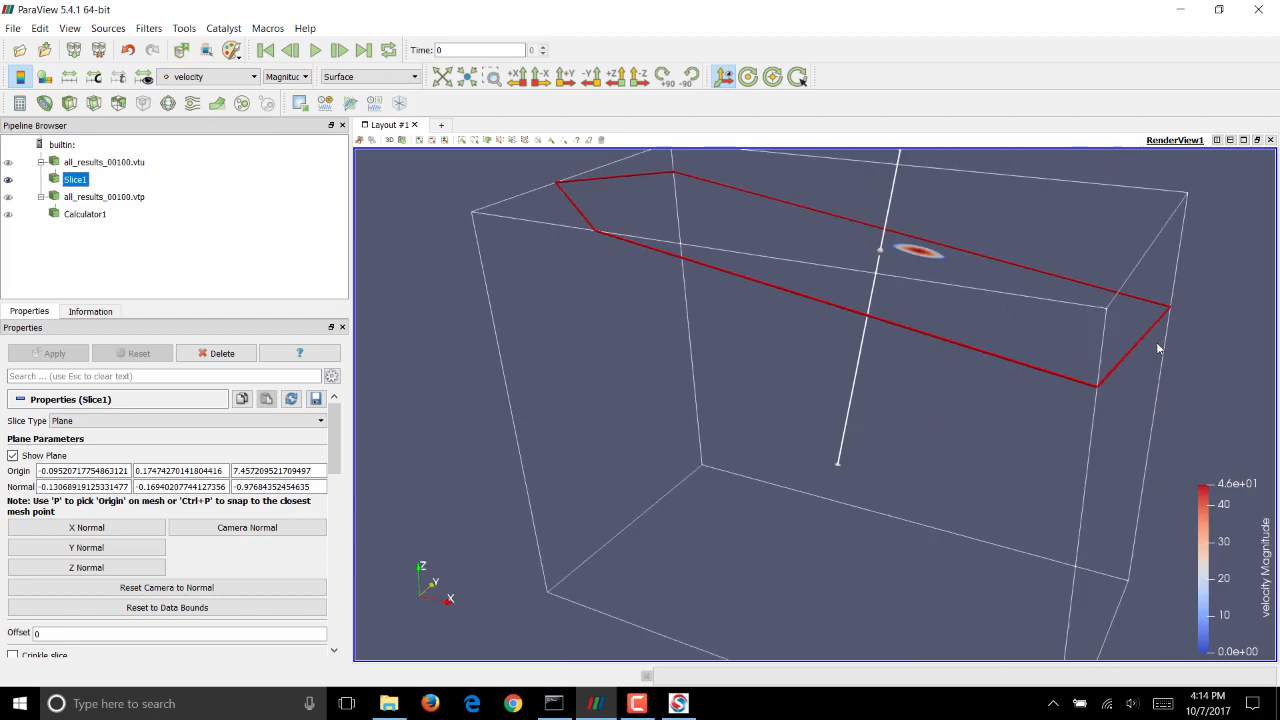 ParaView 5.4.1 64-bit
File Edit View Sources Filters Tools Catalyst Macros Help
Time: 0 0
velocity Magnituc Surface
+X -X +Y -Y +Z -Z +90 -90
Pipeline Browser
Layout #1 +
3D RenderView1
builtin:
all_results_00100.vtu
Slice1
all_results_00100.vtp
Calculator1
Properties Information
Properties
Apply Reset Delete ?
Search ... (use Esc to clear text)
Properties (Slice1)
Slice Type Plane
Plane Parameters
Show Plane
Origin -0.09520717754863121 0.17474270141804416 7.457209521709497
Normal -0.13068919125331477 -0.16940207744127356 -0.97684352454635
Note: Use 'P' to pick 'Origin' on mesh or 'Ctrl+P' to snap to the closest
mesh point
X Normal Camera Normal
Y Normal
Z Normal
Reset Camera to Normal
Reset to Data Bounds
Offset 0
Crinkle slice
Z
Y
X
4.6e+01
40
30
20
10
0.0e+00
velocity Magnitude
Type here to search
4:14 PM
10/7/2017